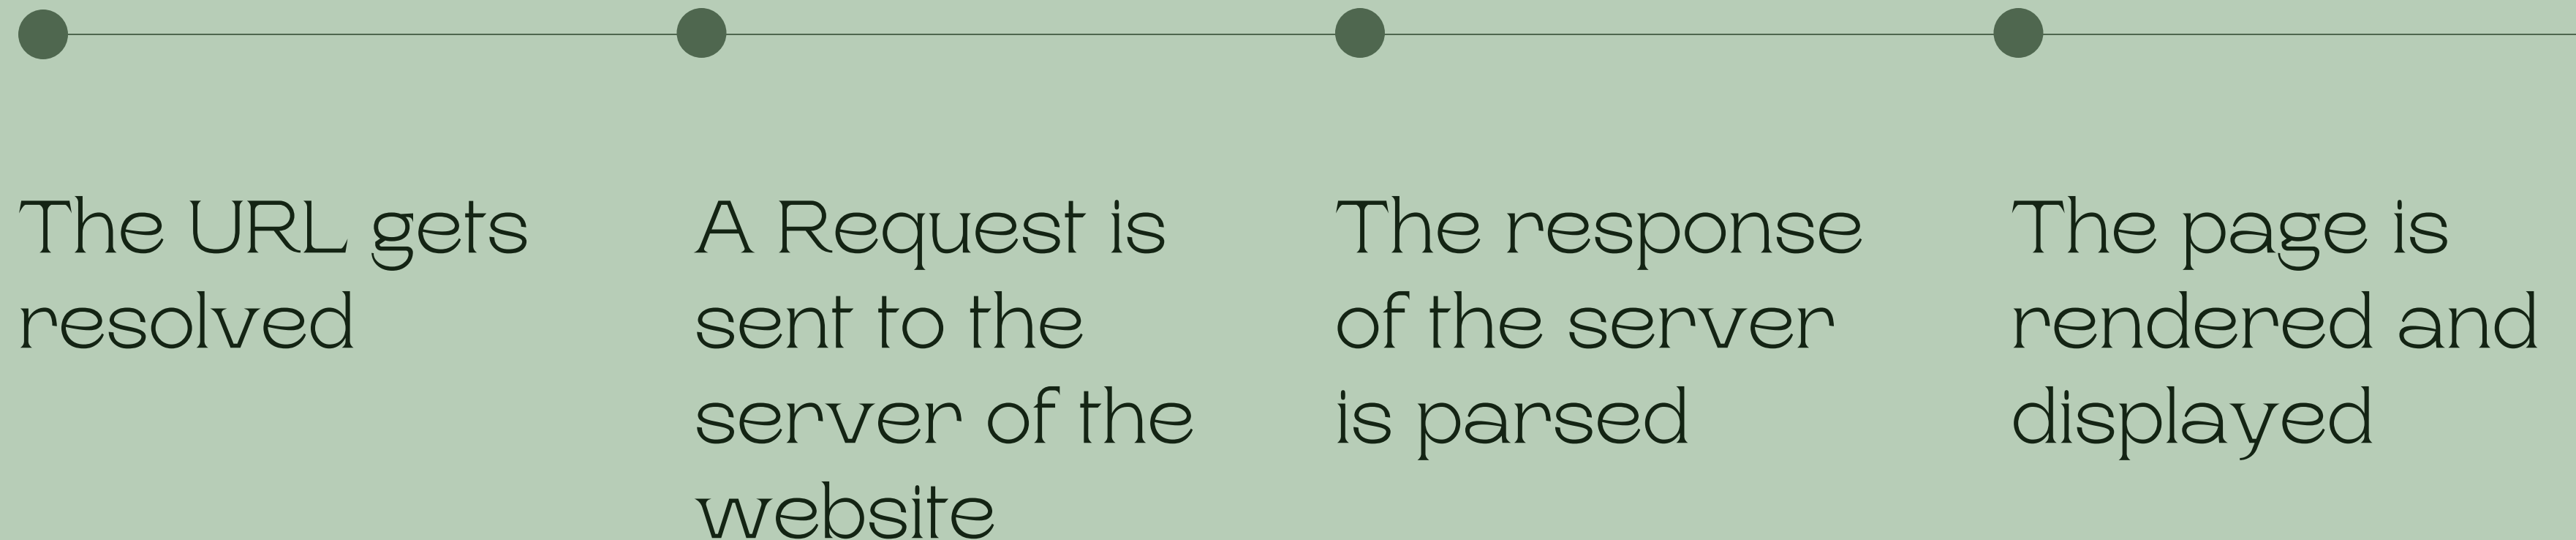 The URL gets
resolved
A Request is
sent to the
server of the
website
The response
of the server
is parsed
The page is
rendered and
displayed